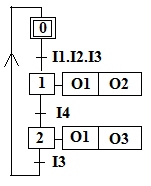 0
I1.I2.I3
1 O1 O2
I4
2 O1 O3
I3